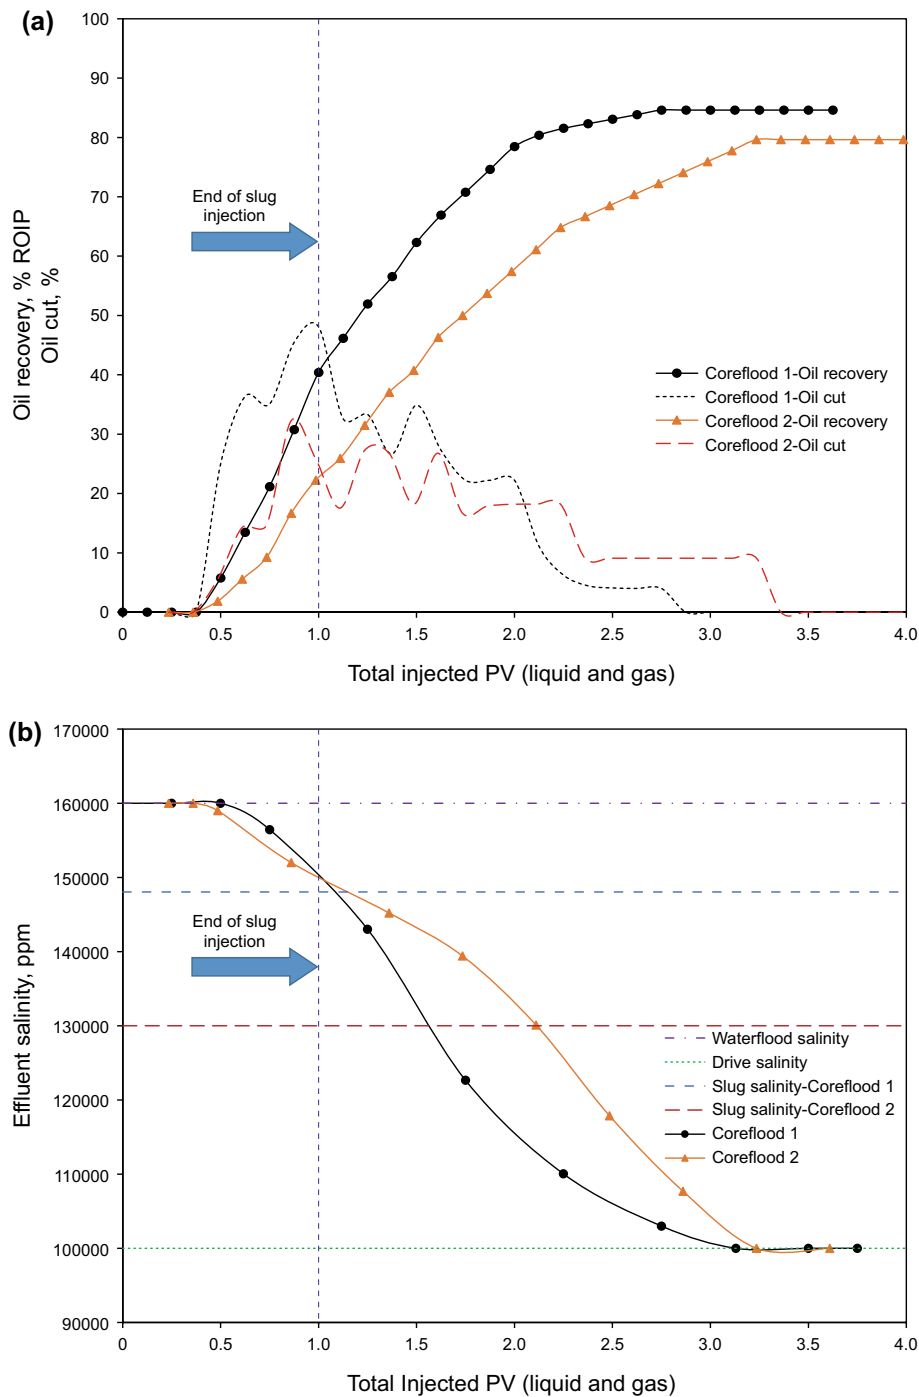 (a)
100
90
80
70
60
50
40
30
20
10
0
Oil recovery, % ROIP
Oil cut, %
End of slug
injection
Coreflood 1-Oil recovery
Coreflood 1-Oil cut
Coreflood 2-Oil recovery
Coreflood 2-Oil cut
0 0.5 1.0 1.5 2.0 2.5 3.0 3.5 4.0
Total injected PV (liquid and gas)
(b)
170000
160000
150000
140000
130000
120000
110000
100000
90000
Effluent salinity, ppm
End of slug
injection
Waterflood salinity
Drive salinity
Slug salinity-Coreflood 1
Slug salinity-Coreflood 2
Coreflood 1
Coreflood 2
0 0.5 1.0 1.5 2.0 2.5 3.0 3.5 4.0
Total Injected PV (liquid and gas)